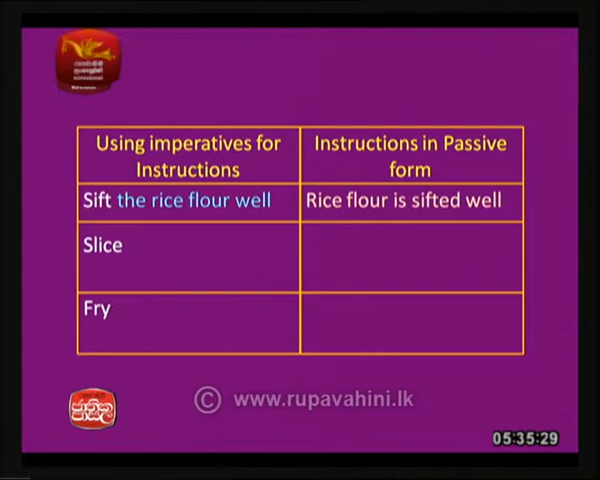 Using imperatives for
Instructions
Instructions in Passive
form
Sift the rice flour well
Rice flour is sifted well
Slice
Fry
© www.rupavahini.lk
ජාතික
පාසල
05:35:29